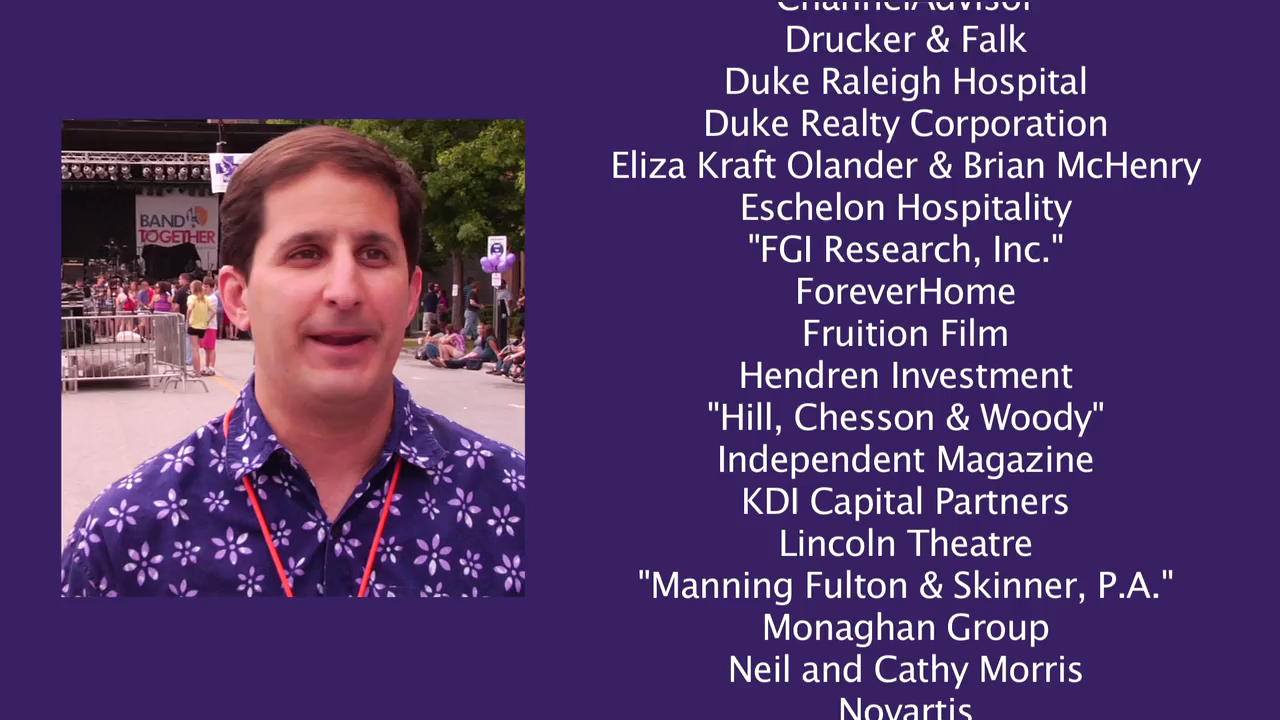 ChannelAdvisor
Drucker & Falk
Duke Raleigh Hospital
Duke Realty Corporation
Eliza Kraft Olander & Brian McHenry
Eschelon Hospitality
"FGI Research, Inc."
ForeverHome
Fruition Film
Hendren Investment
"Hill, Chesson & Woody"
Independent Magazine
KDI Capital Partners
Lincoln Theatre
"Manning Fulton & Skinner, P.A."
Monaghan Group
Neil and Cathy Morris
Novartis
BAND
TOGETHER